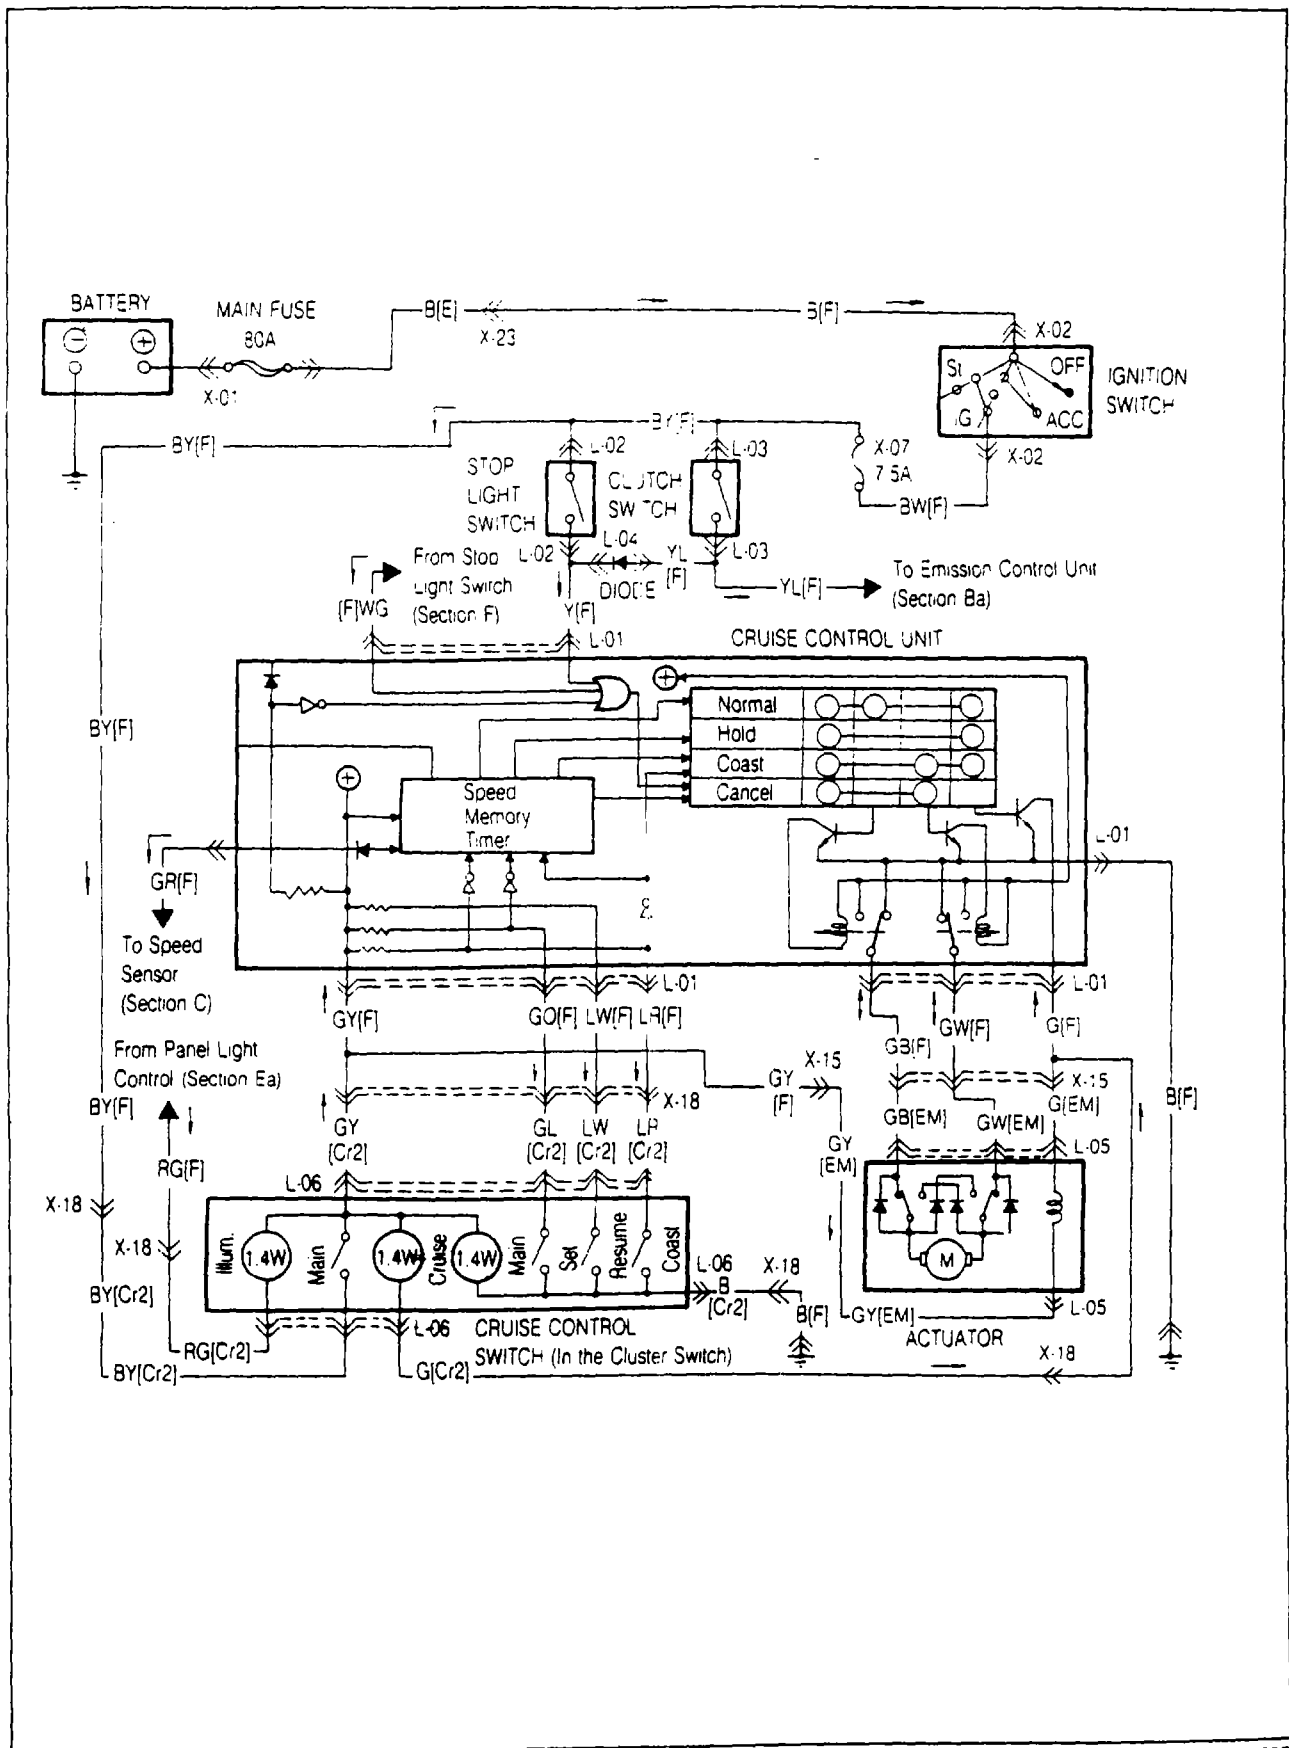 BATTERY
MAIN FUSE
80A
X-01
B[E]
X-23
B[F]
X-02
St
OFF
IG
ACC
IGNITION
SWITCH
X-02
BY[F]
BY[F]
X-07
7.5A
BW[F]
L-02
L-03
STOP
LIGHT
SWITCH
CLUTCH
SWITCH
L-02
L-04
DIODE
YL
[F]
L-03
From Stop
Light Switch
(Section F)
[F]WG
Y[F]
L-01
YL[F]
To Emission Control Unit
(Section Ba)
CRUISE CONTROL UNIT
Normal
Hold
Coast
Cancel
Speed
Memory
Timer
BY[F]
GR[F]
To Speed
Sensor
(Section C)
L-01
L-01
L-01
GY[F]
GO[F]
LW[F]
LR[F]
GB[F]
GW[F]
G[F]
From Panel Light
Control (Section Ea)
BY[F]
RG[F]
X-18
GY
[F]
X-15
X-15
B[F]
GY
[Cr2]
GL
[Cr2]
LW
[Cr2]
LR
[Cr2]
GY
[EM]
GB[EM]
GW[EM]
G[EM]
L-06
L-05
X-18
X-18
BY[Cr2]
Illum.
1.4W
Main
1.4W
Cruise
1.4W
Main
Set
Resume
Coast
M
L-06
B
[Cr2]
X-18
B[F]
GY[EM]
L-05
ACTUATOR
L-06
CRUISE CONTROL
SWITCH (In the Cluster Switch)
RG[Cr2]
BY[Cr2]
G[Cr2]
X-18